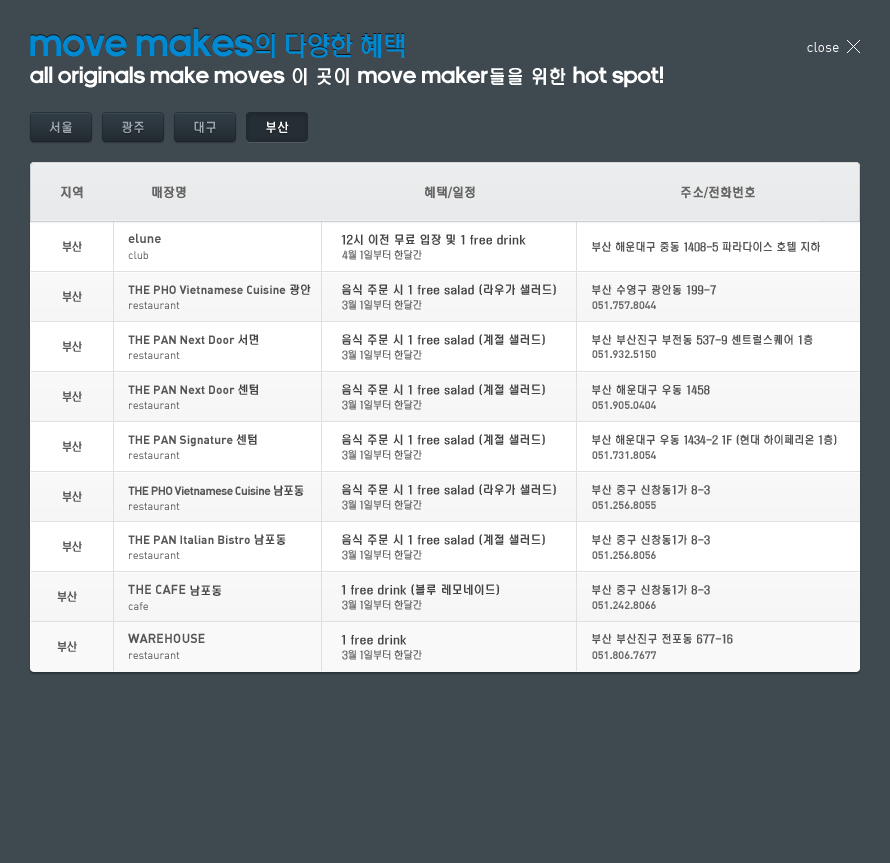 move makes의 다양한 혜택
close
all originals make moves 이 곳이 move maker들을 위한 hot spot!
서울 광주 대구 부산
지역 매장명 혜택/일정 주소/전화번호
부산 elune 12시 이전 무료 입장 및 1 free drink 부산 해운대구 중동 1408-5 파라다이스 호텔 지하
club 4월 1일부터 한달간
부산 THE PHO Vietnamese Cuisine 광안 음식 주문 시 1 free salad (라우가 샐러드) 부산 수영구 광안동 199-7
restaurant 3월 1일부터 한달간 051.757.8044
부산 THE PAN Next Door 서면 음식 주문 시 1 free salad (계절 샐러드) 부산 부산진구 부전동 537-9 센트럴스퀘어 1층
restaurant 3월 1일부터 한달간 051.932.5150
부산 THE PAN Next Door 센텀 음식 주문 시 1 free salad (계절 샐러드) 부산 해운대구 우동 1458
restaurant 3월 1일부터 한달간 051.905.0404
부산 THE PAN Signature 센텀 음식 주문 시 1 free salad (계절 샐러드) 부산 해운대구 우동 1434-2 1F (현대 하이페리온 1층)
restaurant 3월 1일부터 한달간 051.731.8054
부산 THE PHO Vietnamese Cuisine 남포동 음식 주문 시 1 free salad (라우가 샐러드) 부산 중구 신창동1가 8-3
restaurant 3월 1일부터 한달간 051.256.8055
부산 THE PAN Italian Bistro 남포동 음식 주문 시 1 free salad (계절 샐러드) 부산 중구 신창동1가 8-3
restaurant 3월 1일부터 한달간 051.256.8056
부산 THE CAFE 남포동 1 free drink (블루 레모네이드) 부산 중구 신창동1가 8-3
cafe 3월 1일부터 한달간 051.242.8066
부산 WAREHOUSE 1 free drink 부산 부산진구 전포동 677-16
restaurant 3월 1일부터 한달간 051.806.7677